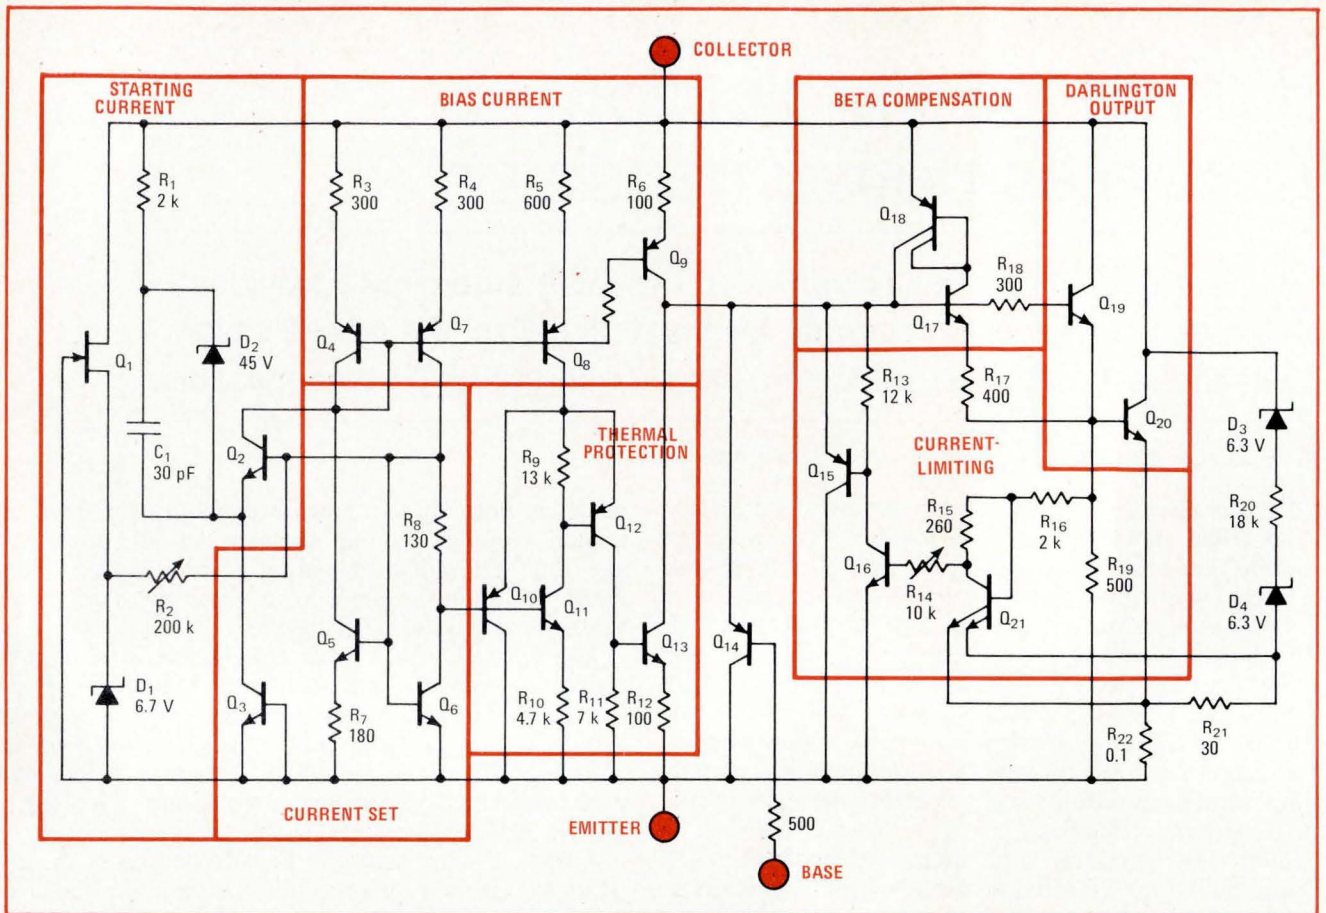 COLLECTOR
STARTING
CURRENT
BIAS CURRENT
BETA COMPENSATION
DARLINGTON
OUTPUT
R1
2 k
R3
300
R4
300
R5
600
R6
100
Q18
Q9
R18
300
Q19
Q17
Q1
D2
45 V
Q4
Q7
Q8
R13
12 k
R17
400
C1
30 pF
Q2
R9
13 k
THERMAL
PROTECTION
Q15
CURRENT-
LIMITING
Q20
D3
6.3 V
R8
130
Q12
R15
260
R16
2 k
R20
18 k
R2
200 k
Q10
Q11
Q16
R14
10 k
Q21
R19
500
D4
6.3 V
Q5
Q13
Q14
D1
6.7 V
Q3
R7
180
Q6
R10
4.7 k
R11
7 k
R12
100
R22
0.1
R21
30
CURRENT SET
EMITTER
500
BASE